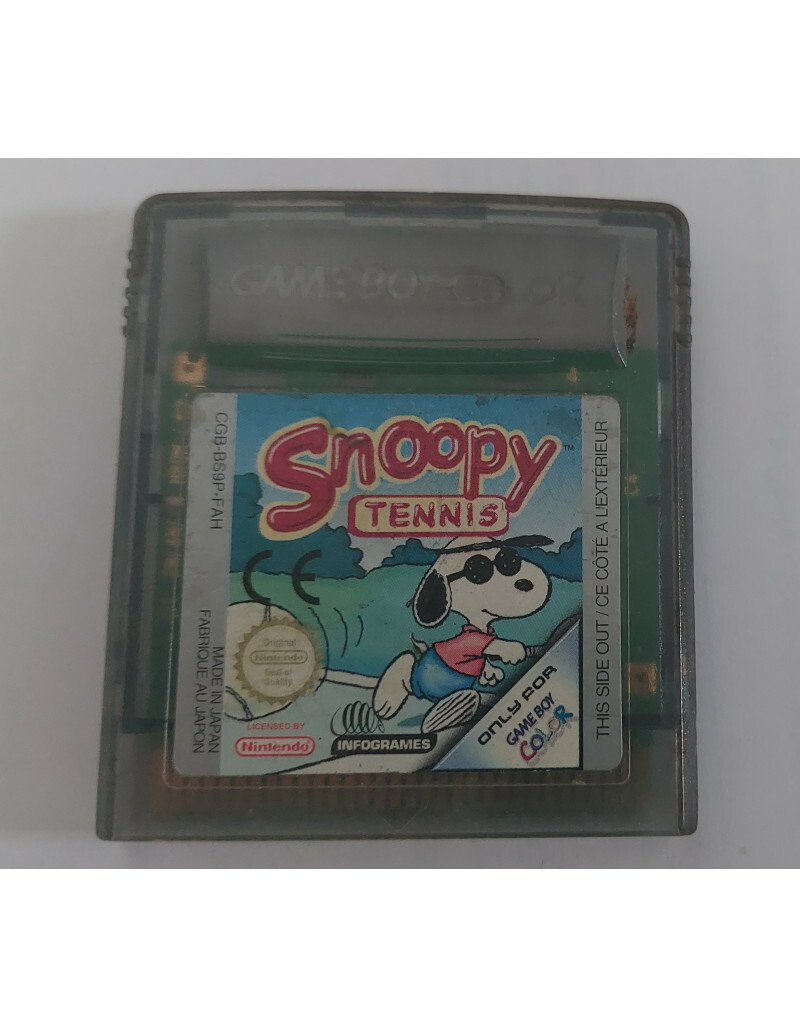 GAME BOY COLOR
CGB-BS9P-FAH
Snoopy™
TENNIS
CE
Original
Nintendo
Seal of
Quality
MADE IN JAPAN
FABRIQUE AU JAPON
LICENSED BY
Nintendo
INFOGRAMES
ONLY FOR
GAME BOY
COLOR
THIS SIDE OUT / CE CÔTÉ A L'EXTÉRIEUR